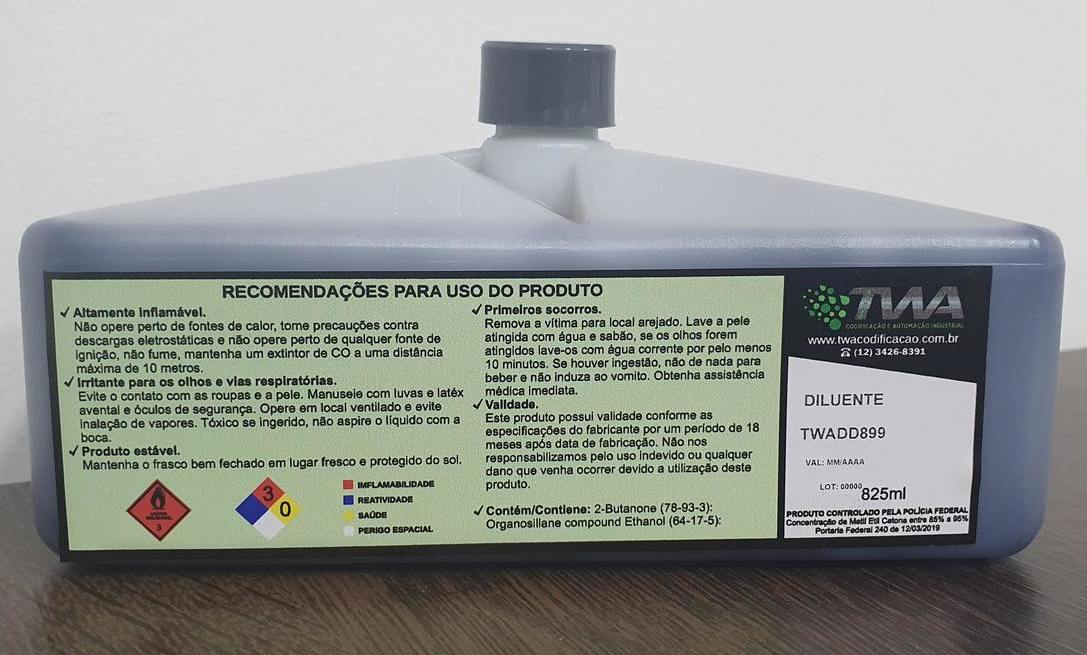 M
RECOMENDAÇÕES PARA USO DO PRODUTO
✓ Altamente inflamável.
Não opere perto de fontes de calor, tome precauções contra
descargas eletrostáticas e não opere perto de qualquer fonte de
ignição, não fume, mantenha um extintor de CO a uma distância
máxima de 10 metros.
✓ Irritante para os olhos e vias respiratórias.
Evite o contato com as roupas e a pele. Manuseie com luvas e latéx
avental e óculos de segurança. Opere em local ventilado e evite
inalação de vapores. Tóxico se ingerido, não aspire o líquido com a
boca.
✓ Produto estável.
Mantenha o frasco bem fechado em lugar fresco e protegido do sol.
3
3
0
IMFLAMABILIDADE
REATIVIDADE
SAÚDE
PERIGO ESPACIAL
✓ Primeiros socorros.
Remova a vítima para local arejado. Lave a pele
atingida com água e sabão, se os olhos forem
atingidos lave-os com água corrente por pelo menos
10 minutos. Se houver ingestão, não de nada para
beber e não induza ao vomito. Obtenha assistência
médica imediata.
✓ Validade.
Este produto possui validade conforme as
especificações do fabricante por um período de 18
meses após data de fabricação. Não nos
responsabilizamos pelo uso indevido ou qualquer
dano que venha ocorrer devido a utilização deste
produto.
✓ Contém/Contiene: 2-Butanone (78-93-3):
Organosillane compound Ethanol (64-17-5):
TWA
CODIFICAÇÃO E AUTOMAÇÃO INDUSTRIAL
www.twacodificacao.com.br
☎ (12) 3426-8391
DILUENTE
TWADD899
VAL: MM/AAAA
LOT: 00000
825ml
PRODUTO CONTROLADO PELA POLÍCIA FEDERAL
Concentração de Metil Etil Cetona entre 85% a 95%
Portaria Federal 240 de 12/03/2019